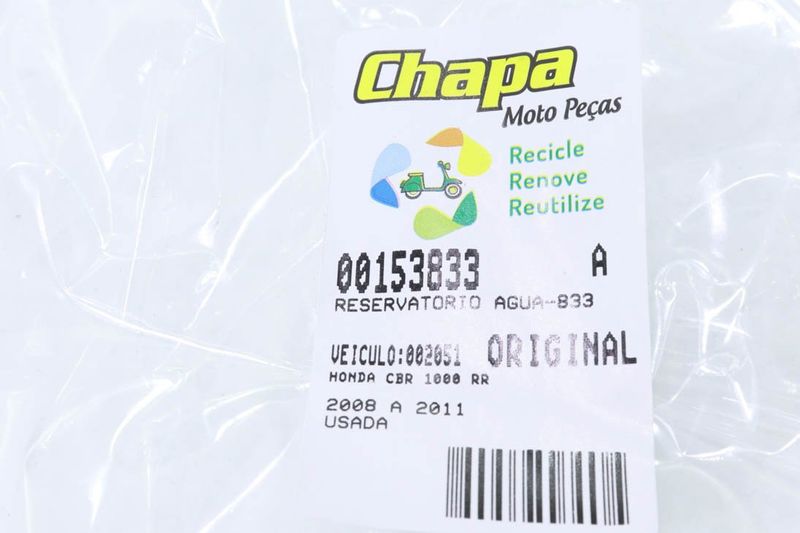 Chapa
Moto Peças
Recicle
Renove
Reutilize
00153833 A
RESERVATORIO AGUA-833
VEICULO:002051 ORIGINAL
HONDA CBR 1000 RR
2008 A 2011
USADA